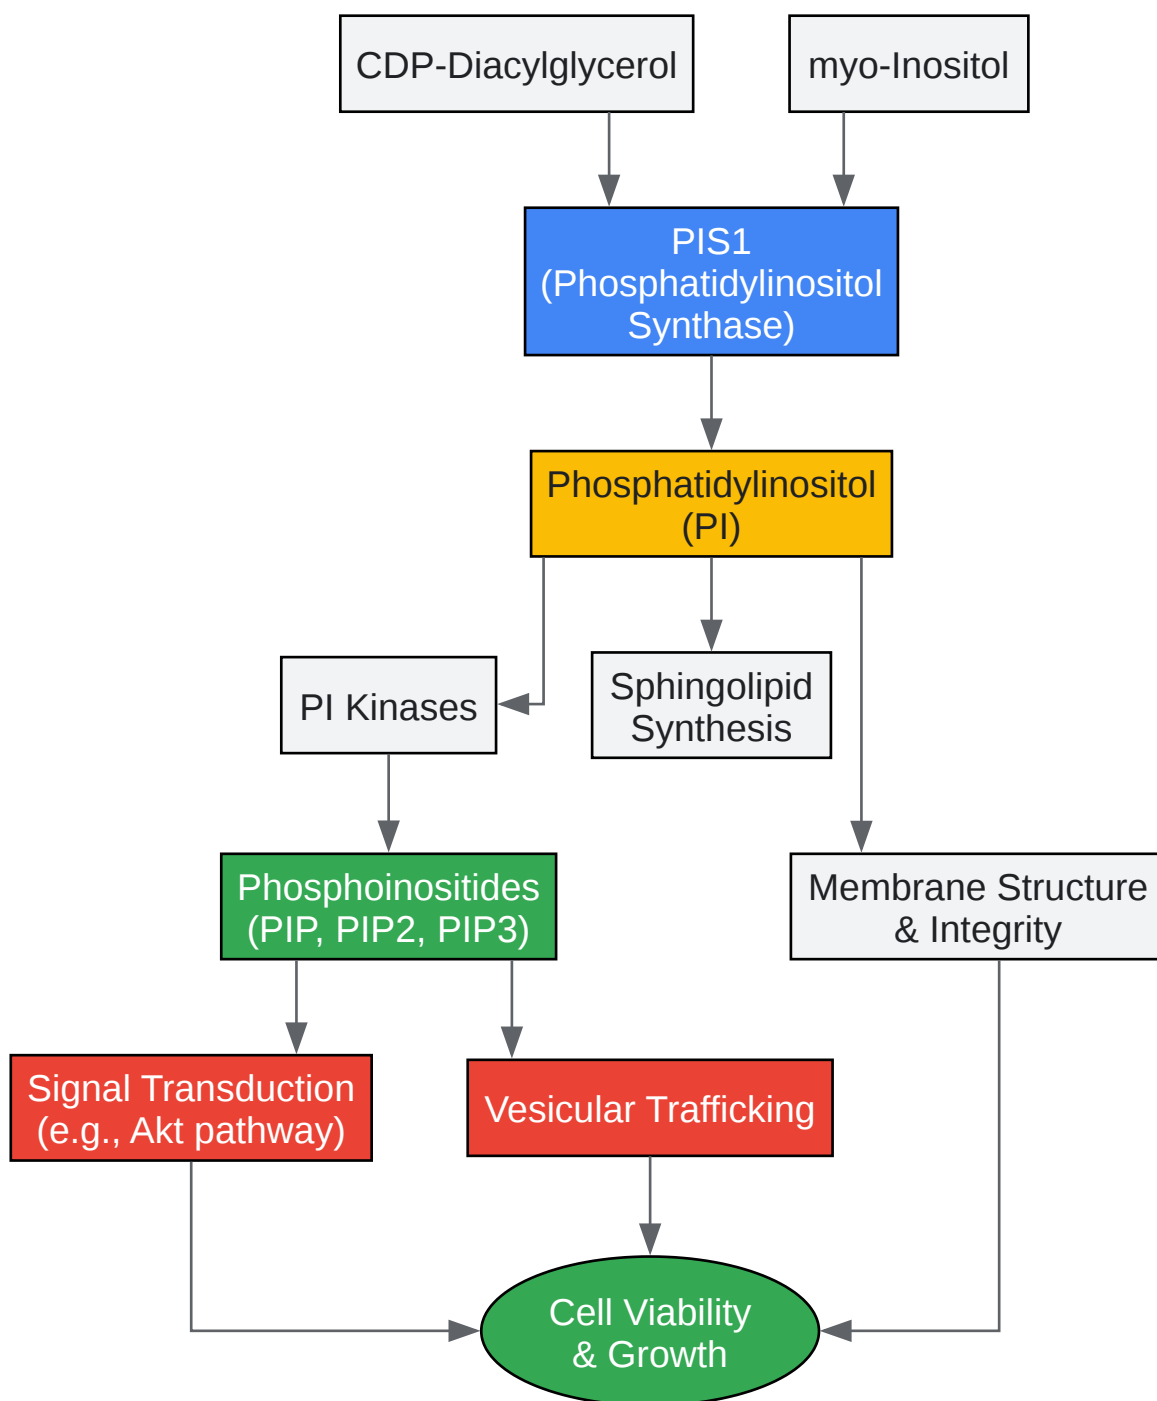 CDP-Diacylglycerol
myo-Inositol
PIS1
(Phosphatidylinositol
Synthase)
Phosphatidylinositol
(PI)
PI Kinases
Sphingolipid
Synthesis
Phosphoinositides
(PIP, PIP2, PIP3)
Membrane Structure
& Integrity
Signal Transduction
(e.g., Akt pathway)
Vesicular Trafficking
Cell Viability
& Growth